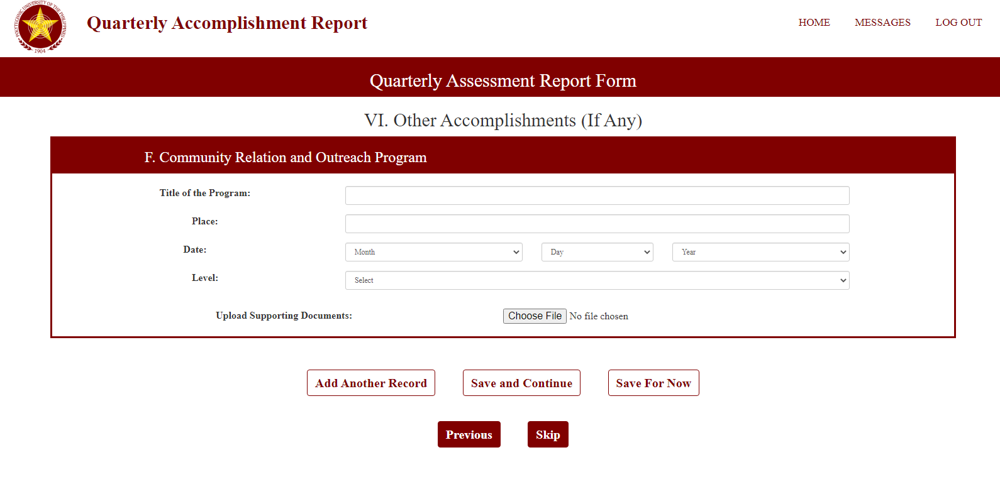 POLYTECHNIC UNIVERSITY OF THE PHILIPPINES
1904
Quarterly Accomplishment Report
HOME MESSAGES LOG OUT
Quarterly Assessment Report Form
VI. Other Accomplishments (If Any)
F. Community Relation and Outreach Program
Title of the Program:
Place:
Date: Month Day Year
Level: Select
Upload Supporting Documents: Choose File No file chosen
Add Another Record Save and Continue Save For Now
Previous Skip